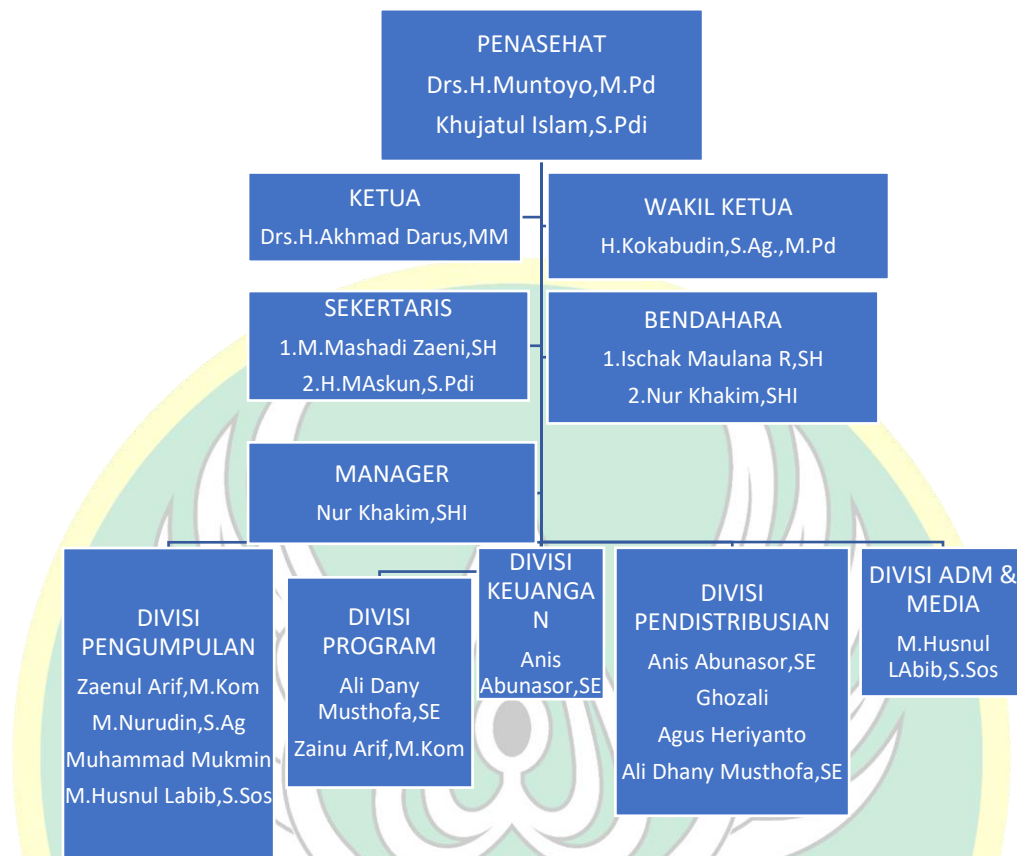 PENASEHAT
Drs.H.Muntoyo,M.Pd
Khujatul Islam,S.Pdi
KETUA
Drs.H.Akhmad Darus,MM
WAKIL KETUA
H.Kokabudin,S.Ag.,M.Pd
SEKERTARIS
1.M.Mashadi Zaeni,SH
2.H.MAskun,S.Pdi
BENDAHARA
1.Ischak Maulana R,SH
2.Nur Khakim,SHI
MANAGER
Nur Khakim,SHI
DIVISI
PENGUMPULAN
Zaenul Arif,M.Kom
M.Nurudin,S.Ag
Muhammad Mukmin
M.Husnul Labib,S.Sos
DIVISI
PROGRAM
Ali Dany
Musthofa,SE
Zainu Arif,M.Kom
DIVISI
KEUANGA
N
Anis
Abunasor,SE
DIVISI
PENDISTRIBUSIAN
Anis Abunasor,SE
Ghozali
Agus Heriyanto
Ali Dhany Musthofa,SE
DIVISI ADM &
MEDIA
M.Husnul
LAbib,S.Sos